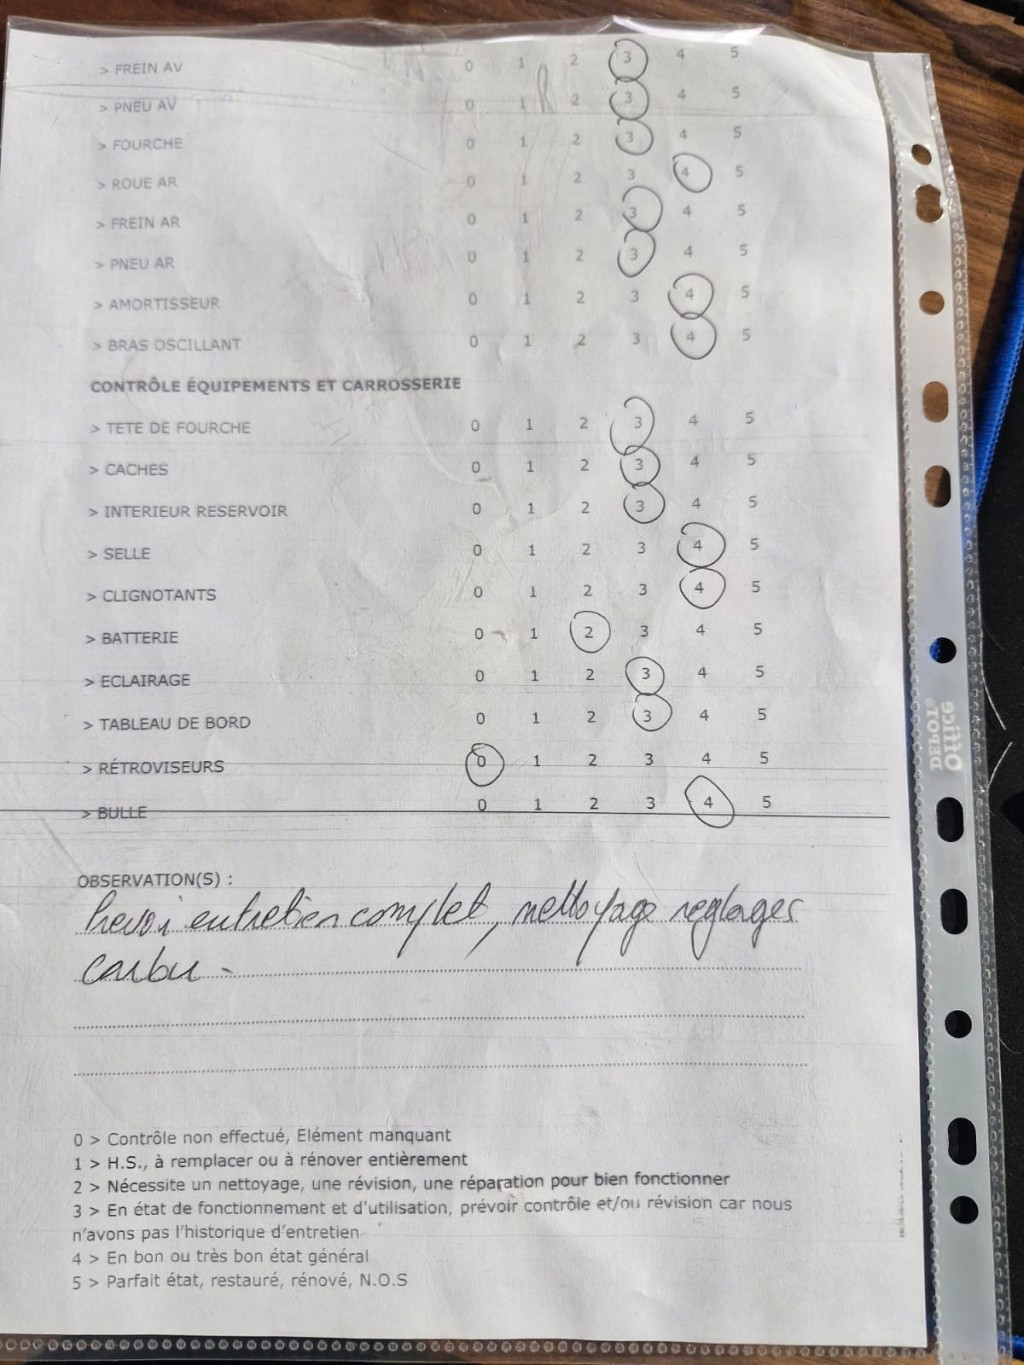 > FREIN AV 0 1 2 3 4 5
> PNEU AV 0 1 2 3 4 5
> FOURCHE 0 1 2 3 4 5
> ROUE AR 0 1 2 3 4 5
> FREIN AR 0 1 2 3 4 5
> PNEU AR 0 1 2 3 4 5
> AMORTISSEUR 0 1 2 3 4 5
> BRAS OSCILLANT 0 1 2 3 4 5
CONTRÔLE ÉQUIPEMENTS ET CARROSSERIE
> TETE DE FOURCHE 0 1 2 3 4 5
> CACHES 0 1 2 3 4 5
> INTERIEUR RESERVOIR 0 1 2 3 4 5
> SELLE 0 1 2 3 4 5
> CLIGNOTANTS 0 1 2 3 4 5
> BATTERIE 0 1 2 3 4 5
> ECLAIRAGE 0 1 2 3 4 5
> TABLEAU DE BORD 0 1 2 3 4 5
> RÉTROVISEURS 0 1 2 3 4 5
> BULLE 0 1 2 3 4 5
OBSERVATION(S) :
Prevoi entretien complet, nettoyage reglages
carbu -
0 > Contrôle non effectué, Elément manquant
1 > H.S., à remplacer ou à rénover entièrement
2 > Nécessite un nettoyage, une révision, une réparation pour bien fonctionner
3 > En état de fonctionnement et d'utilisation, prévoir contrôle et/ou révision car nous
n'avons pas l'historique d'entretien
4 > En bon ou très bon état général
5 > Parfait état, restauré, rénové, N.O.S
Office
DEPOT